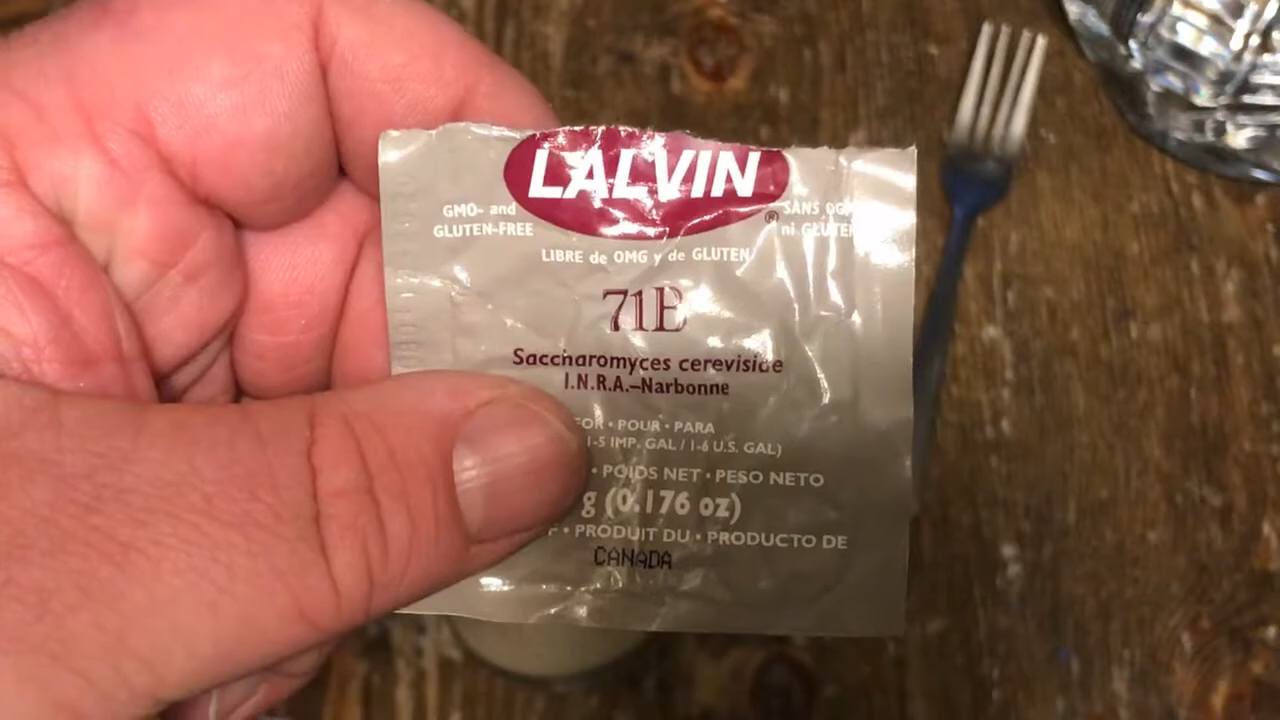 LALVIN
®
GMO- and
GLUTEN-FREE
SANS
ni GLUTEN
LIBRE de OMG y de GLUTEN
71B
Saccharomyces cerevisiae
I.N.R.A.–Narbonne
FOR • POUR • PARA
1-5 IMP. GAL / 1-6 U.S. GAL)
• POIDS NET • PESO NETO
g (0.176 oz)
• PRODUIT DU • PRODUCTO DE
CANADA